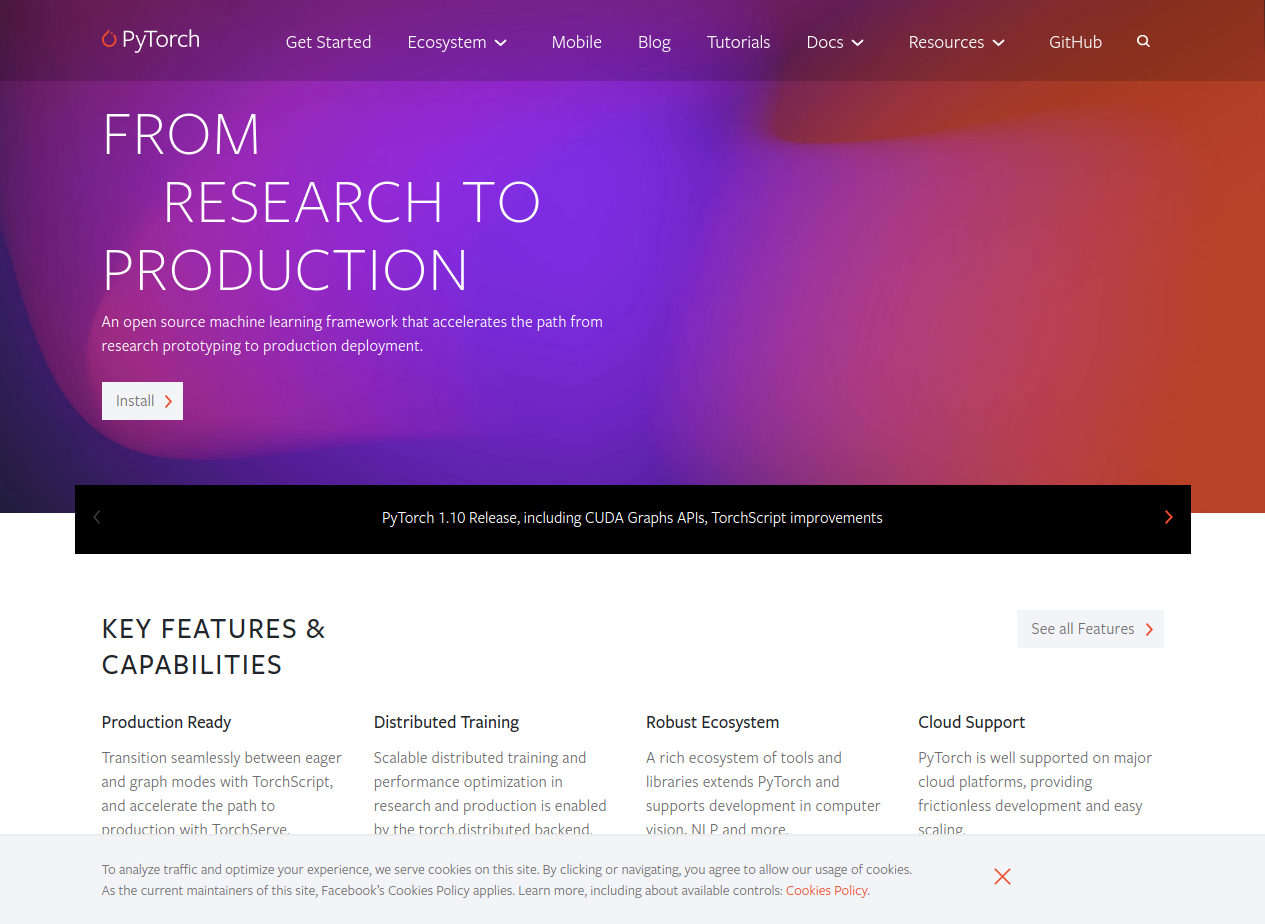 PyTorch
Get Started
Ecosystem
Mobile
Blog
Tutorials
Docs
Resources
GitHub
FROM
RESEARCH TO
PRODUCTION
An open source machine learning framework that accelerates the path from
research prototyping to production deployment.
Install
PyTorch 1.10 Release, including CUDA Graphs APIs, TorchScript improvements
KEY FEATURES &
CAPABILITIES
See all Features
Production Ready
Transition seamlessly between eager
and graph modes with TorchScript,
and accelerate the path to
production with TorchServe.
Distributed Training
Scalable distributed training and
performance optimization in
research and production is enabled
by the torch.distributed backend.
Robust Ecosystem
A rich ecosystem of tools and
libraries extends PyTorch and
supports development in computer
vision, NLP and more.
Cloud Support
PyTorch is well supported on major
cloud platforms, providing
frictionless development and easy
scaling.
To analyze traffic and optimize your experience, we serve cookies on this site. By clicking or navigating, you agree to allow our usage of cookies.
As the current maintainers of this site, Facebook's Cookies Policy applies. Learn more, including about available controls: Cookies Policy.